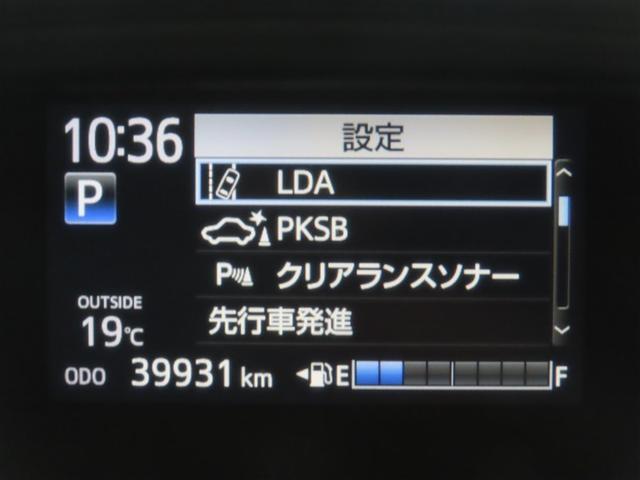 10:36
設定
P
LDA
PKSB
P クリアランスソナー
先行車発進
OUTSIDE
19℃
ODO 39931 km E F